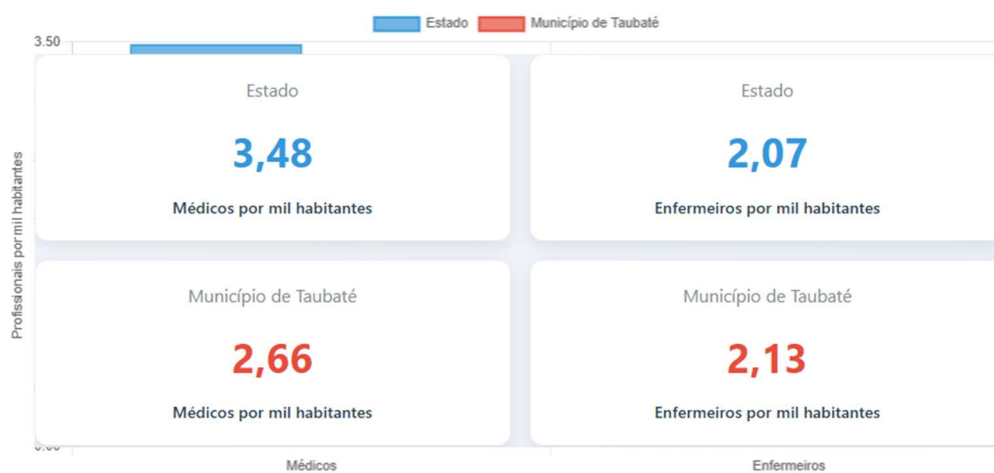 Estado Município de Taubaté
3.50
Profissionais por mil habitantes
Estado
3,48
Médicos por mil habitantes
Estado
2,07
Enfermeiros por mil habitantes
Município de Taubaté
2,66
Médicos por mil habitantes
Município de Taubaté
2,13
Enfermeiros por mil habitantes
Médicos Enfermeiros